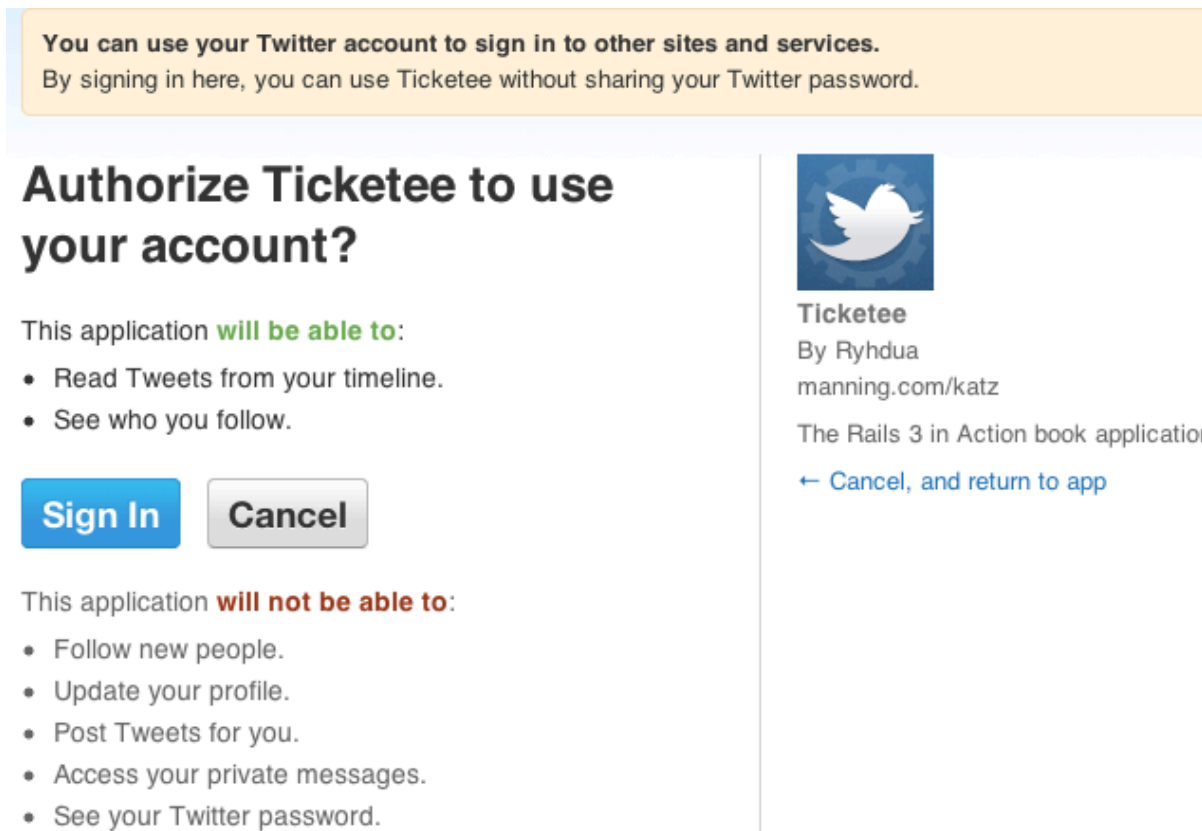 You can use your Twitter account to sign in to other sites and services.
By signing in here, you can use Ticketee without sharing your Twitter password.
Authorize Ticketee to use
your account?
This application will be able to:
• Read Tweets from your timeline.
• See who you follow.
Sign In
Cancel
This application will not be able to:
• Follow new people.
• Update your profile.
• Post Tweets for you.
• Access your private messages.
• See your Twitter password.
Ticketee
By Ryhdua
manning.com/katz
The Rails 3 in Action book
← Cancel, and return to app